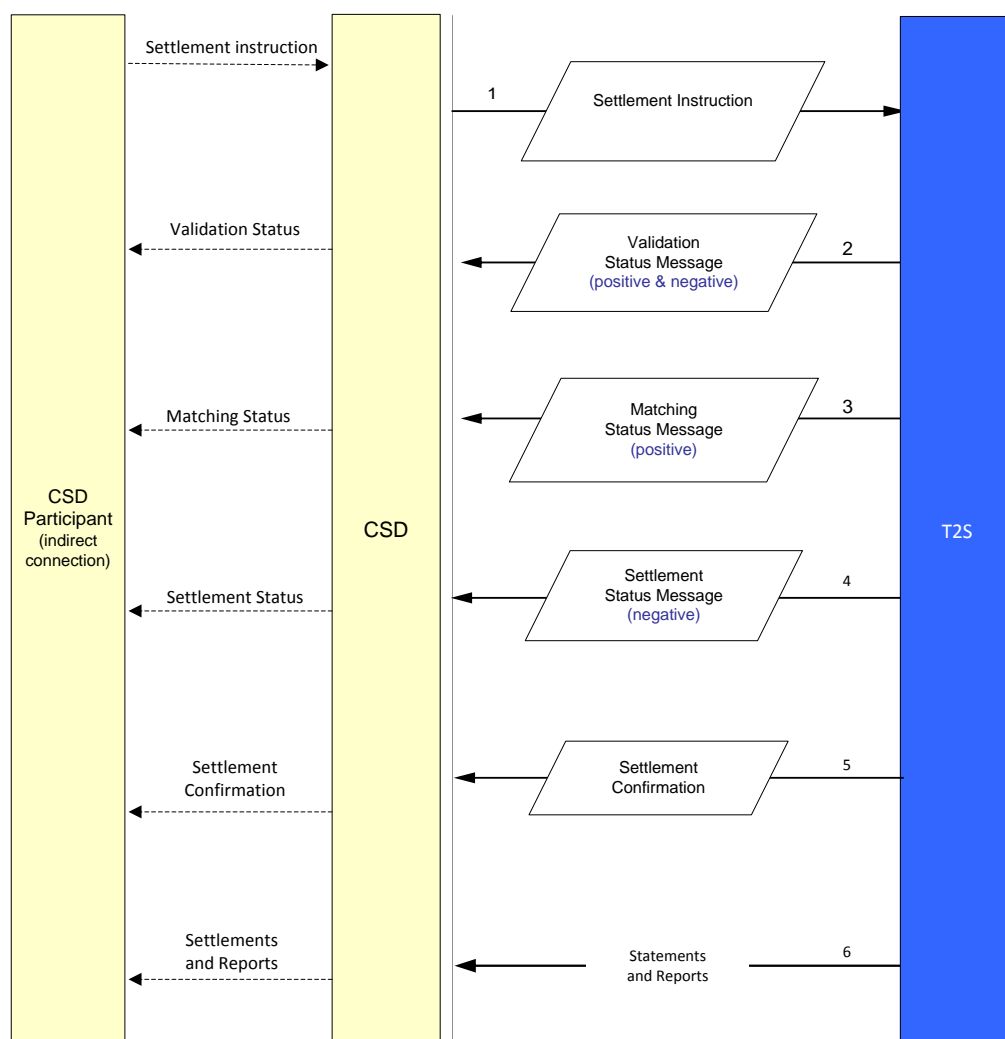 Settlement instruction
1
Settlement Instruction
Validation Status
Validation
Status Message
(positive & negative)
2
Matching Status
Matching
Status Message
(positive)
3
CSD
Participant
(indirect
connection)
CSD
T2S
Settlement Status
Settlement
Status Message
(negative)
4
Settlement
Confirmation
Settlement
Confirmation
5
Settlements
and Reports
Statements
and Reports
6